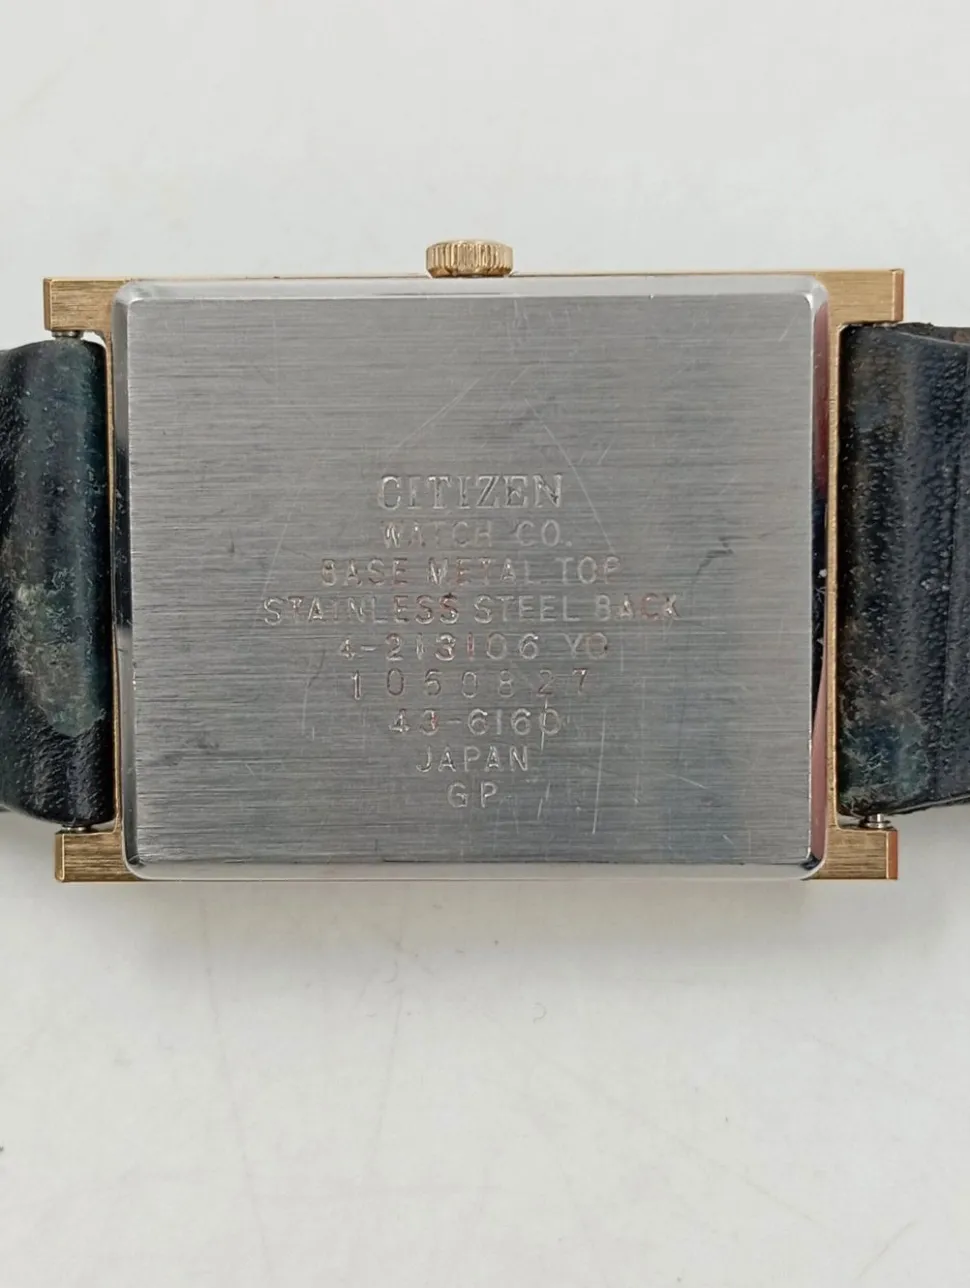 CITIZEN
WATCH CO.
BASE METAL TOP
STAINLESS STEEL BACK
4-213106 YO
1050827
43-6160
JAPAN
GP